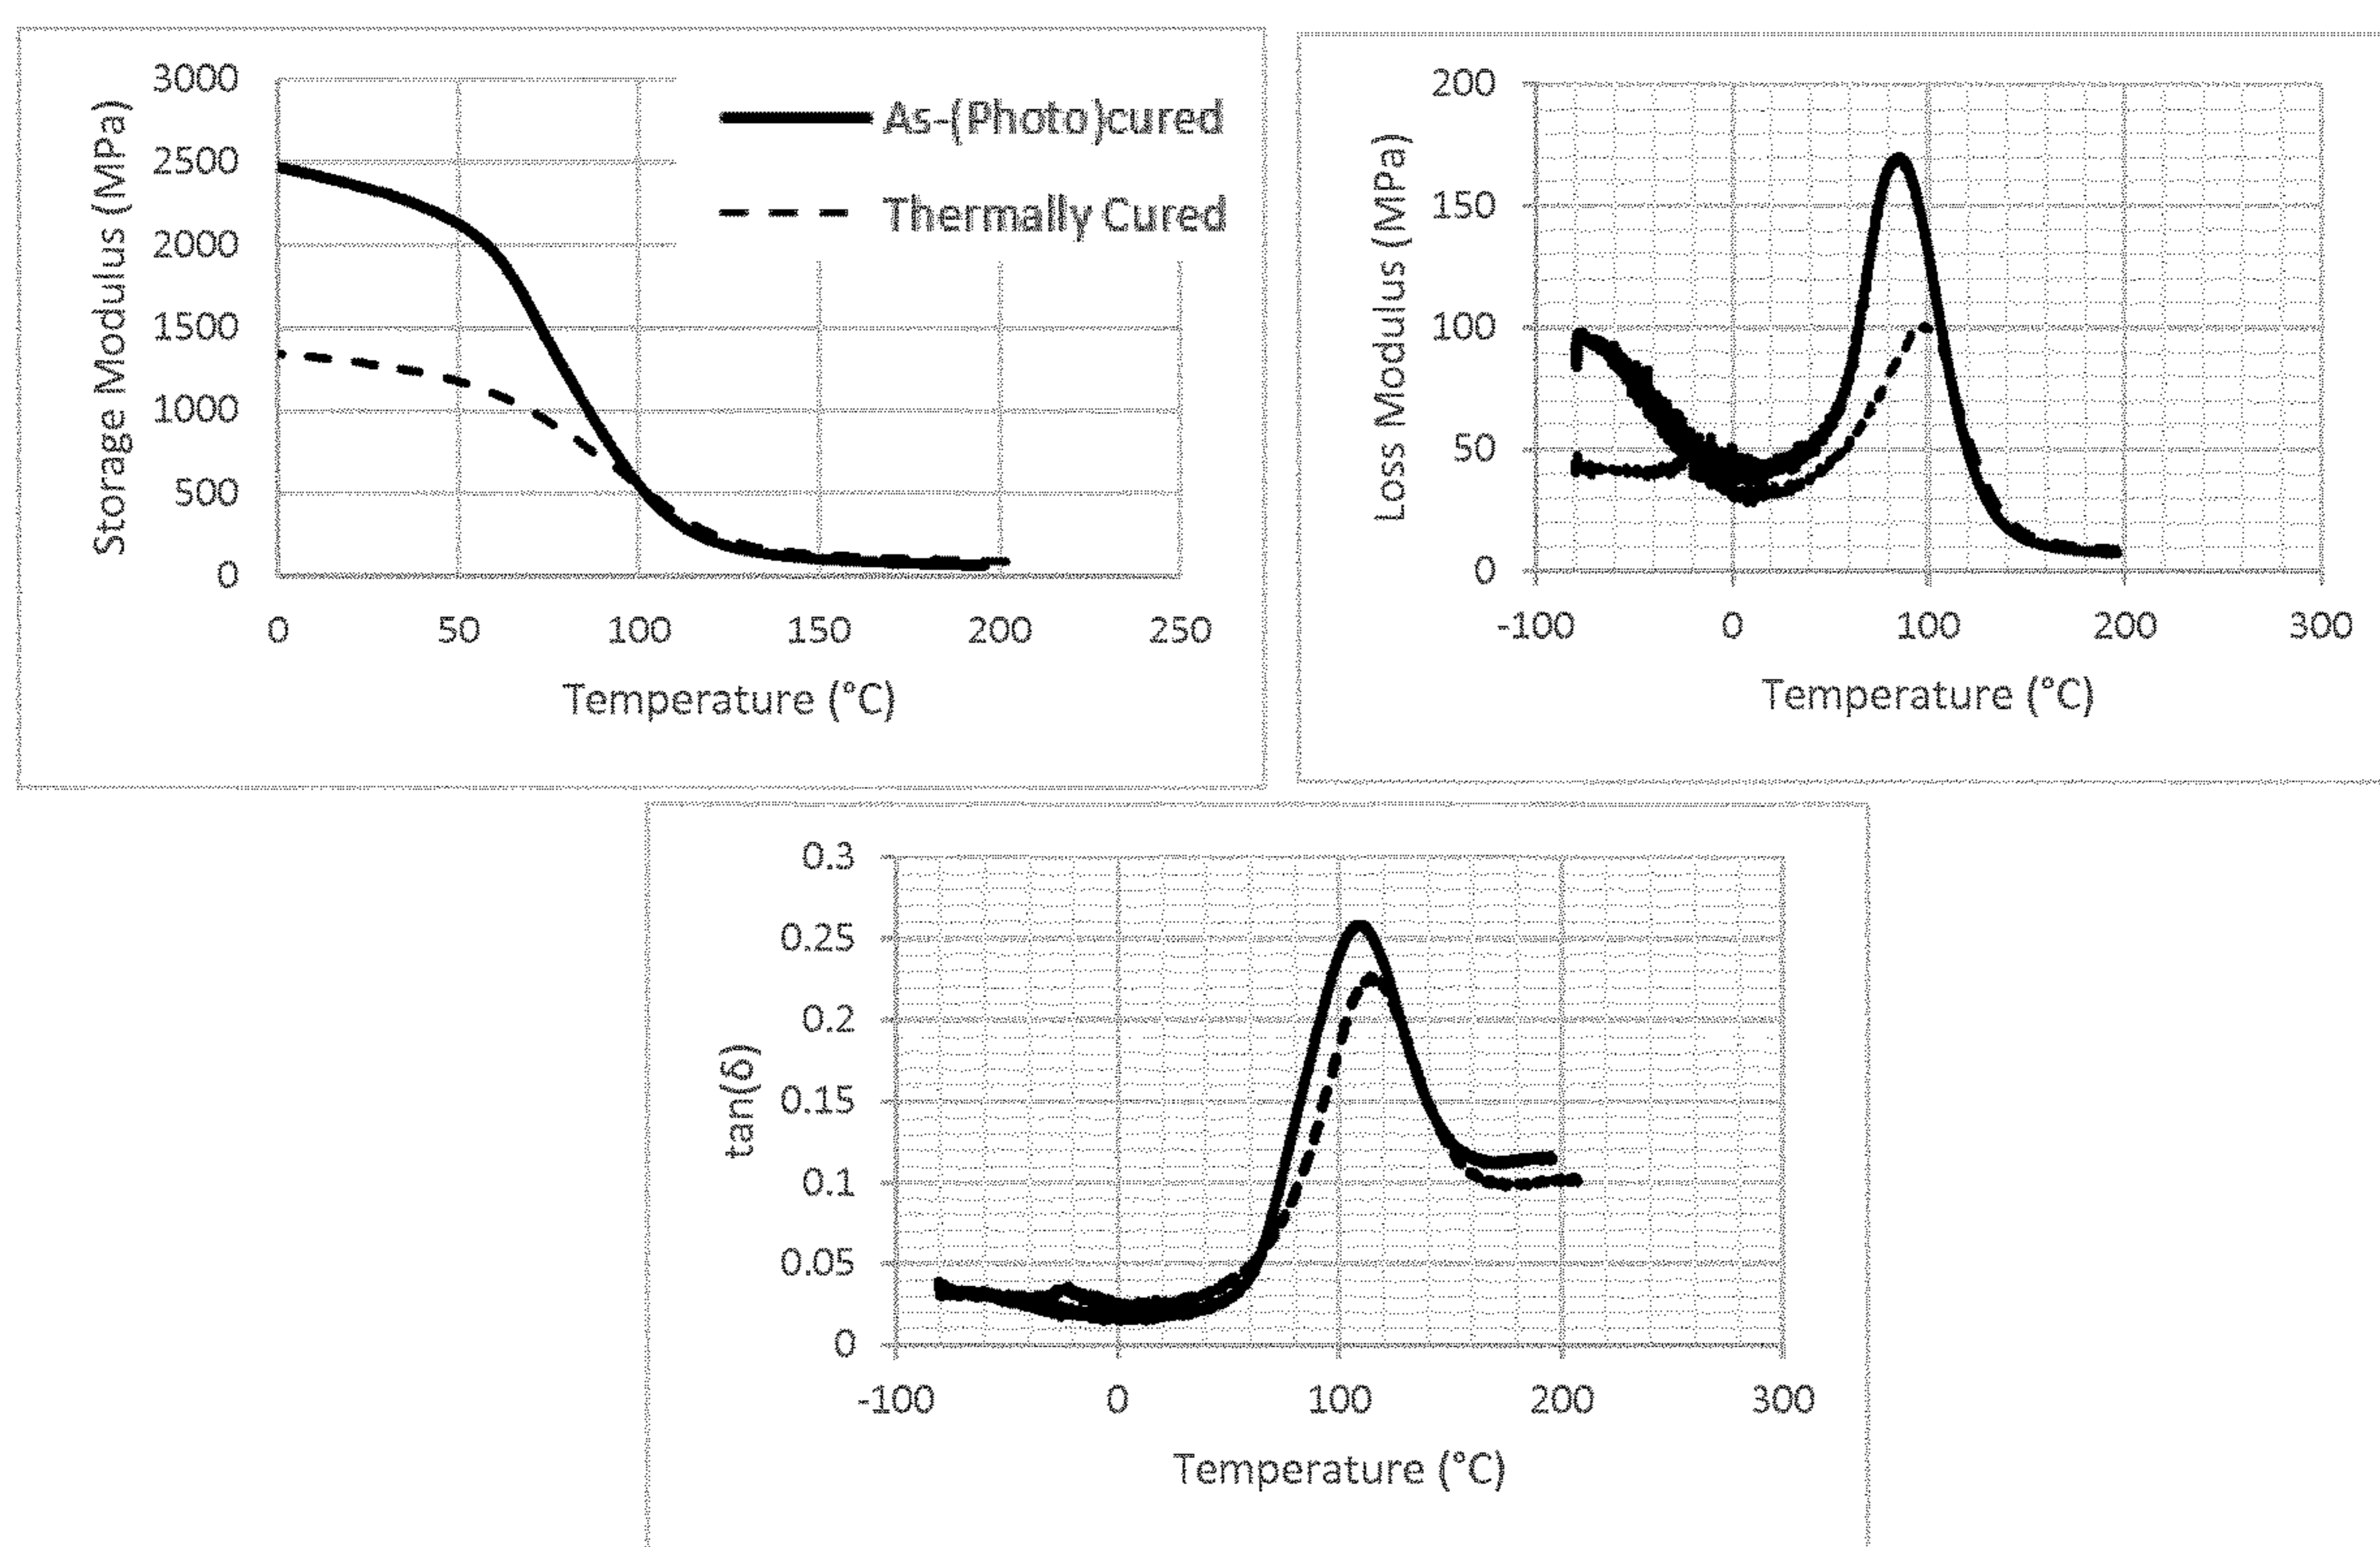 3000
2500
2000
1500
1000
500
0
Storage Modulus (MPa)
As-(Photo)cured
Thermally Cured
0 50 100 150 200 250
Temperature (°C)
200
150
100
50
0
Loss Modulus (MPa)
-100 0 100 200 300
Temperature (°C)
0.3
0.25
0.2
0.15
0.1
0.05
0
tan(δ)
-100 0 100 200 300
Temperature (°C)